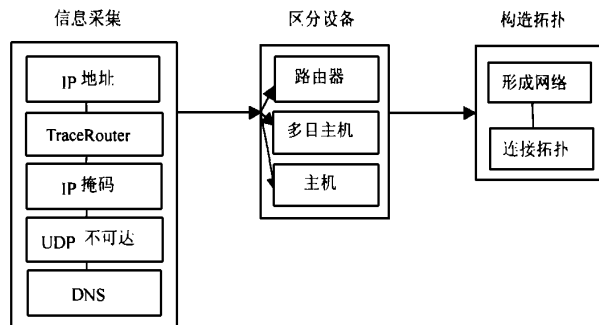 信息采集
区分设备
构造拓扑
IP 地址
TraceRouter
IP 掩码
UDP 不可达
DNS
路由器
多日主机
主机
形成网络
连接拓扑